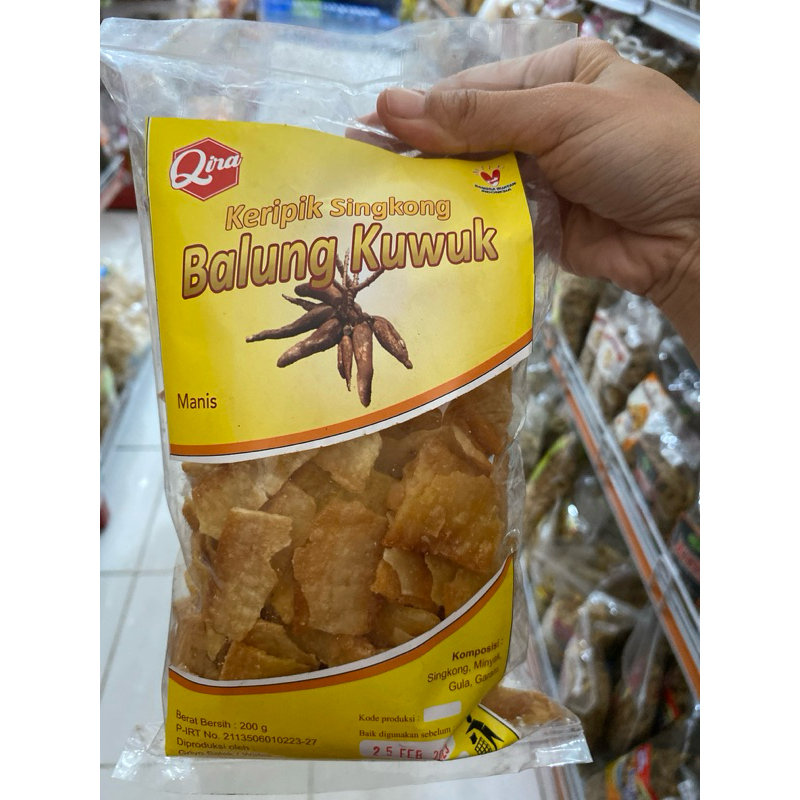 Qira
Keripik Singkong
Balung Kuwuk
Manis
Komposisi :
Singkong, Minyak,
Gula, Garam
Berat Bersih : 200 g
P-IRT No. 2113506010223-27
Diproduksi oleh
Kode produksi :
Baik digunakan sebelum
25 FEB